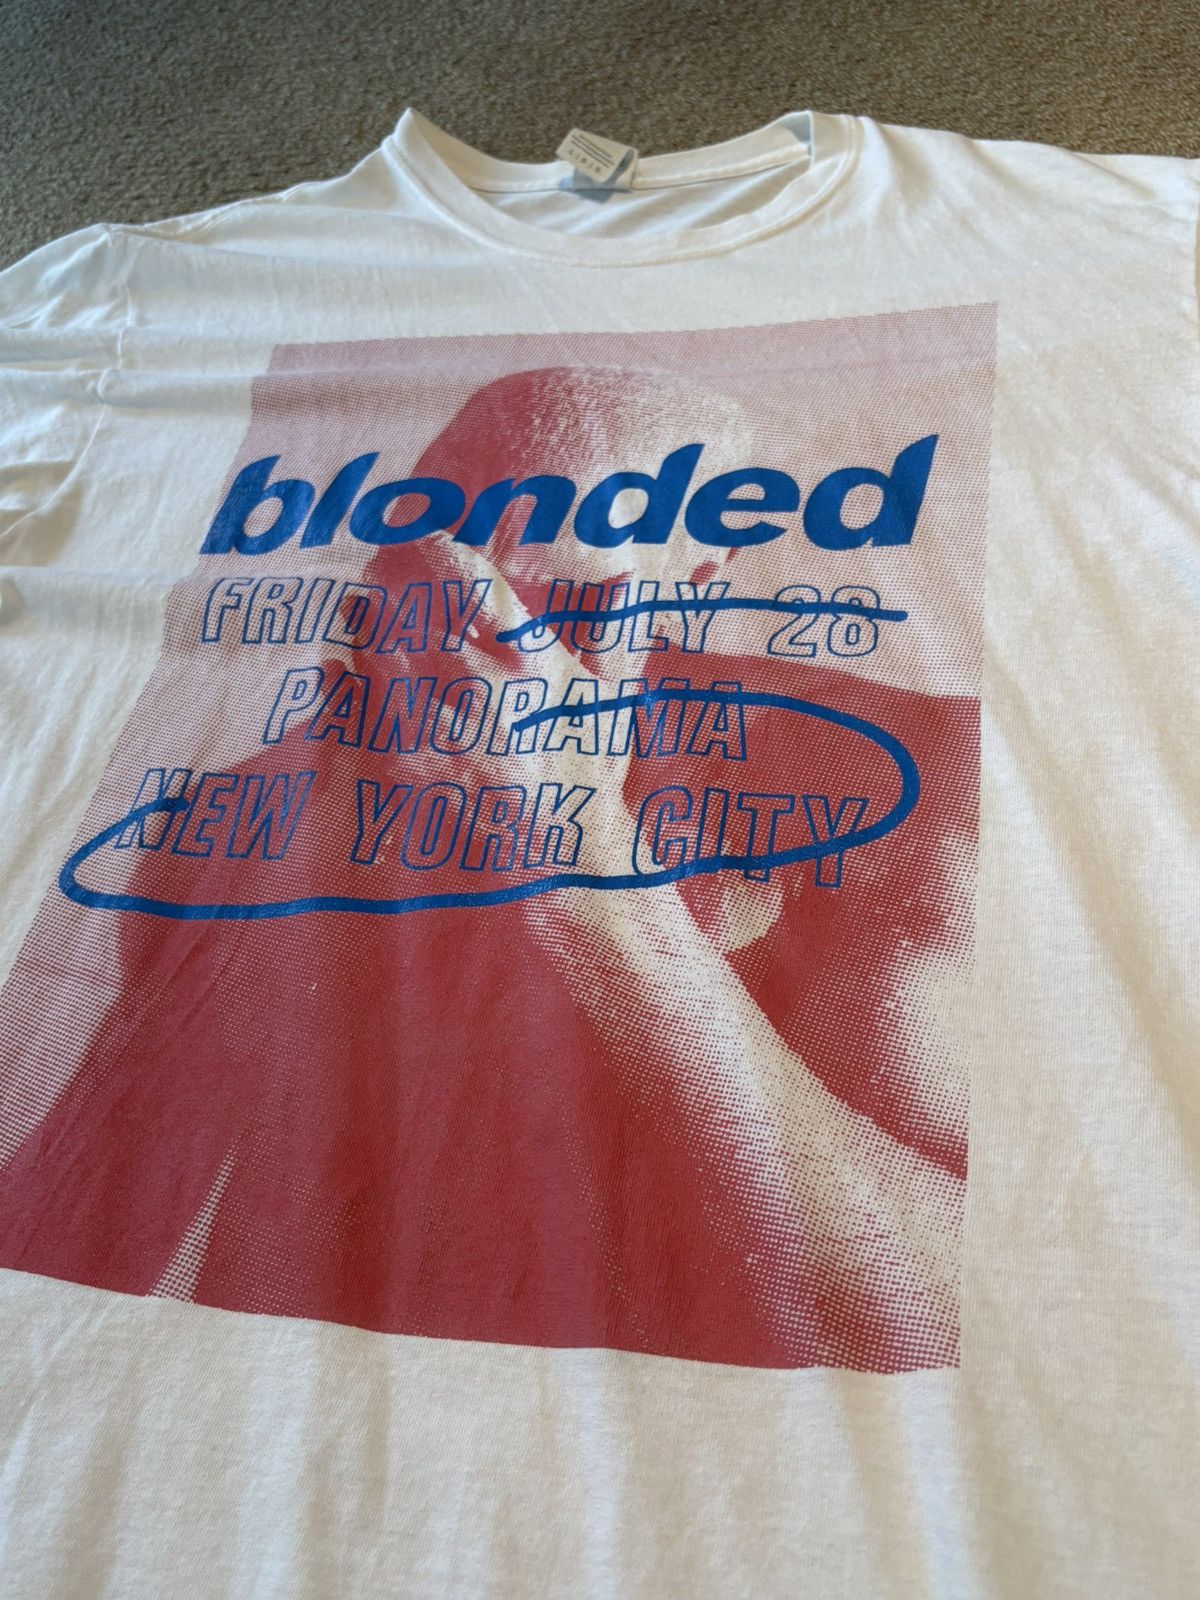 blonded
FRIDAY JULY 28
PANORAMA
NEW YORK CITY